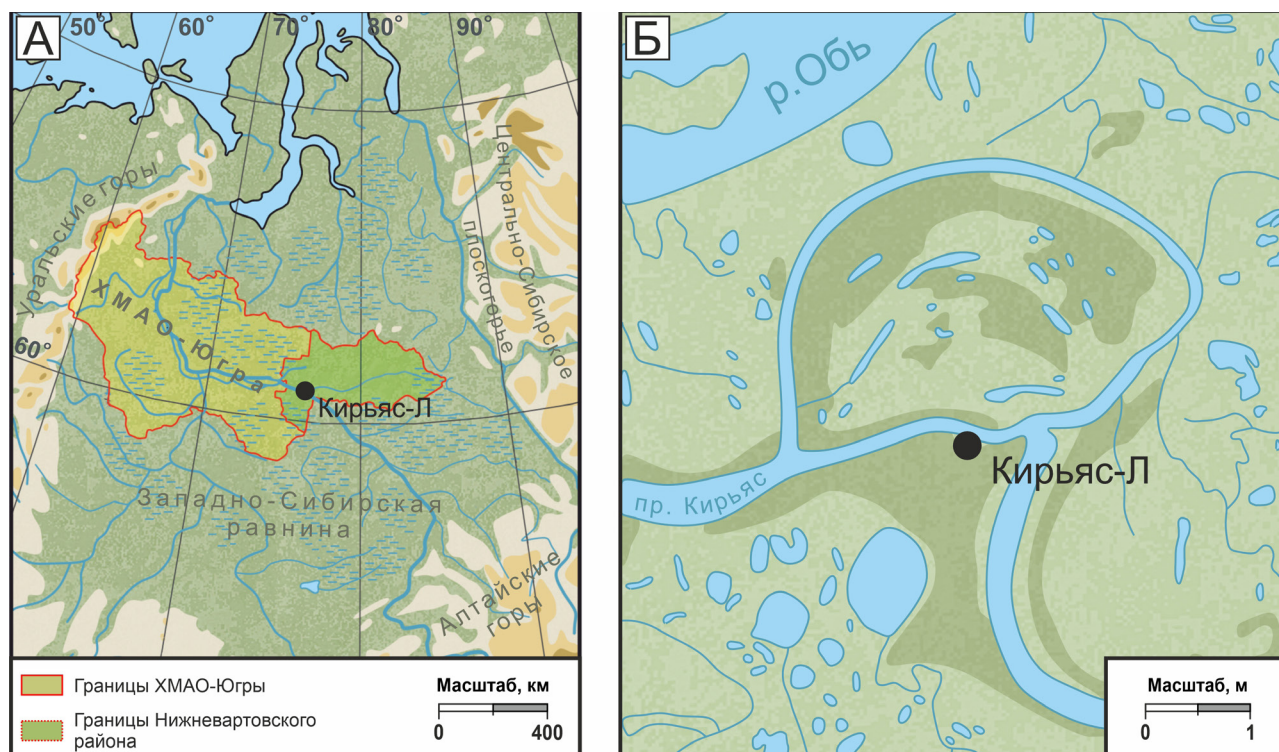 А
50°
60°
70°
80°
90°
Уральские горы
Центрально-Сибирское
плоскогорье
ХМАО-Югра
60°
Кирьяс-Л
Западно-Сибирская
равнина
Алтайские
горы
Границы ХМАО-Югры
Границы Нижневартовского
района
Масштаб, км
0 400
Б
р.Обь
Кирьяс-Л
пр. Кирьяс
Масштаб, м
0 1